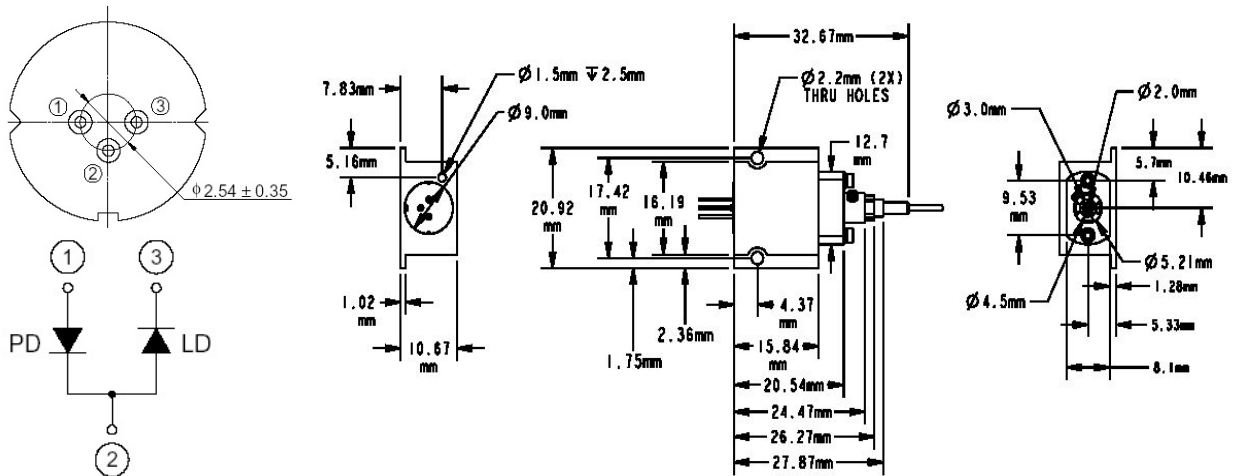 ①
③
②
ϕ2.54 ± 0.35
①
③
PD
LD
②
7.83mm
Ø1.5mm ↧2.5mm
Ø9.0mm
5.16mm
1.02
mm
10.67
mm
32.67mm
Ø2.2mm (2X)
THRU HOLES
12.7
mm
17.42
mm
16.19
mm
20.92
mm
4.37
mm
2.36mm
1.75mm
15.84
mm
20.54mm
24.47mm
26.27mm
27.87mm
Ø3.0mm
Ø2.0mm
5.7mm
10.46mm
9.53
mm
Ø5.21mm
Ø4.5mm
1.28mm
5.33mm
8.1mm